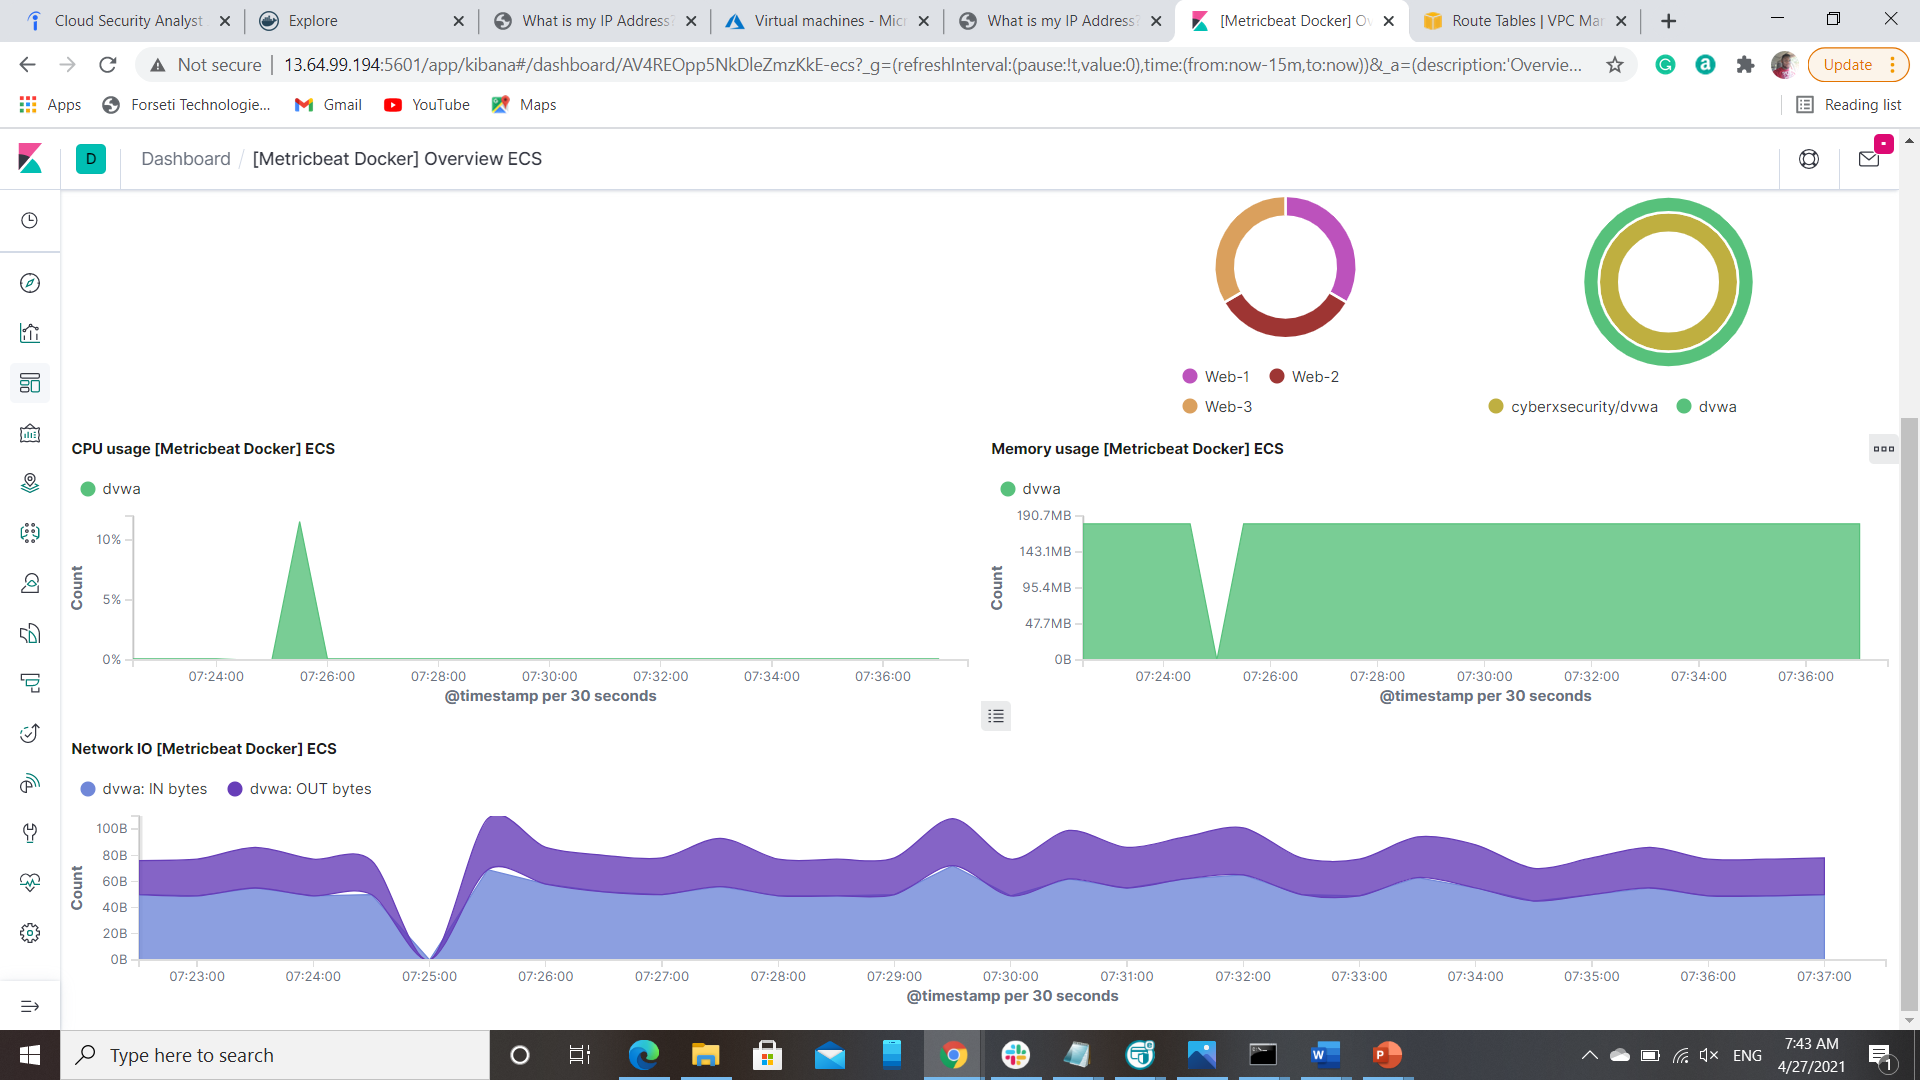 Cloud Security Analyst
Explore
What is my IP Address?
Virtual machines - Micr
What is my IP Address?
[Metricbeat Docker] Ov
Route Tables | VPC Mar
Not secure
13.64.99.194:5601/app/kibana#/dashboard/AV4REOpp5NkDleZmzKkE-ecs?_g=(refreshInterval:(pause:!t,value:0),time:(from:now-15m,to:now))&_a=(description:'Overvie...
Update
Apps
Forseti Technologie...
Gmail
YouTube
Maps
Reading list
D
Dashboard / [Metricbeat Docker] Overview ECS
Web-1
Web-2
Web-3
cyberxsecurity/dvwa
dvwa
CPU usage [Metricbeat Docker] ECS
dvwa
10%
5%
0%
Count
07:24:00
07:26:00
07:28:00
07:30:00
07:32:00
07:34:00
07:36:00
@timestamp per 30 seconds
Memory usage [Metricbeat Docker] ECS
dvwa
190.7MB
143.1MB
95.4MB
47.7MB
0B
Count
07:24:00
07:26:00
07:28:00
07:30:00
07:32:00
07:34:00
07:36:00
@timestamp per 30 seconds
Network IO [Metricbeat Docker] ECS
dvwa: IN bytes
dvwa: OUT bytes
100B
80B
60B
40B
20B
0B
Count
07:23:00
07:24:00
07:25:00
07:26:00
07:27:00
07:28:00
07:29:00
07:30:00
07:31:00
07:32:00
07:33:00
07:34:00
07:35:00
07:36:00
07:37:00
@timestamp per 30 seconds
Type here to search
ENG
7:43 AM
4/27/2021
1